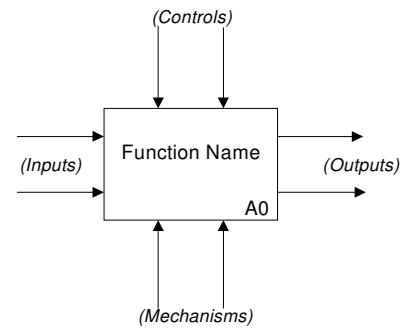 (Controls)
Function Name
(Inputs)
(Outputs)
A0
(Mechanisms)